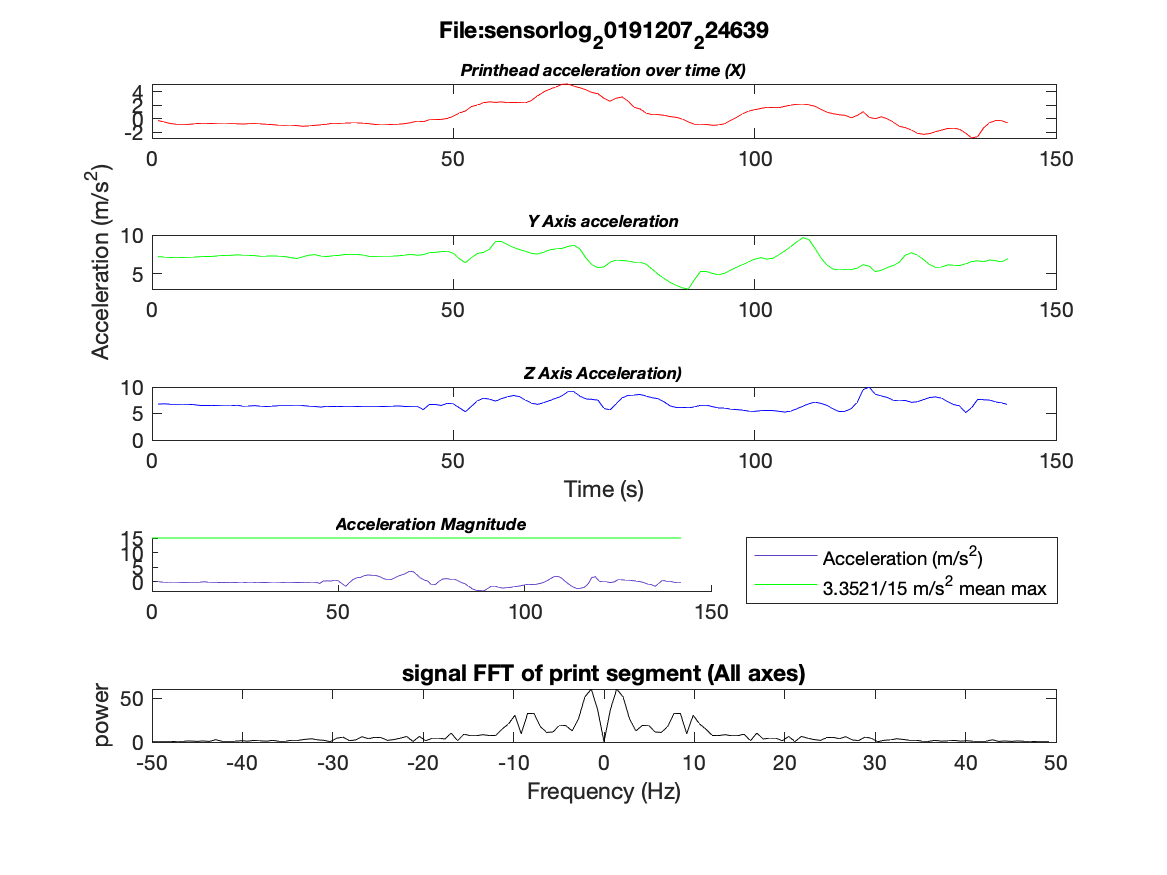 File:sensorlog20191207224639
Printhead acceleration over time (X)
4
2
0
-2
0 50 100 150
Acceleration (m/s2)
Y Axis acceleration
10
5
0 50 100 150
Z Axis Acceleration)
10
5
0
0 50 100 150
Time (s)
Acceleration Magnitude
15
10
5
0
0 50 100 150
Acceleration (m/s2)
3.3521/15 m/s2 mean max
signal FFT of print segment (All axes)
power
50
0
-50 -40 -30 -20 -10 0 10 20 30 40 50
Frequency (Hz)